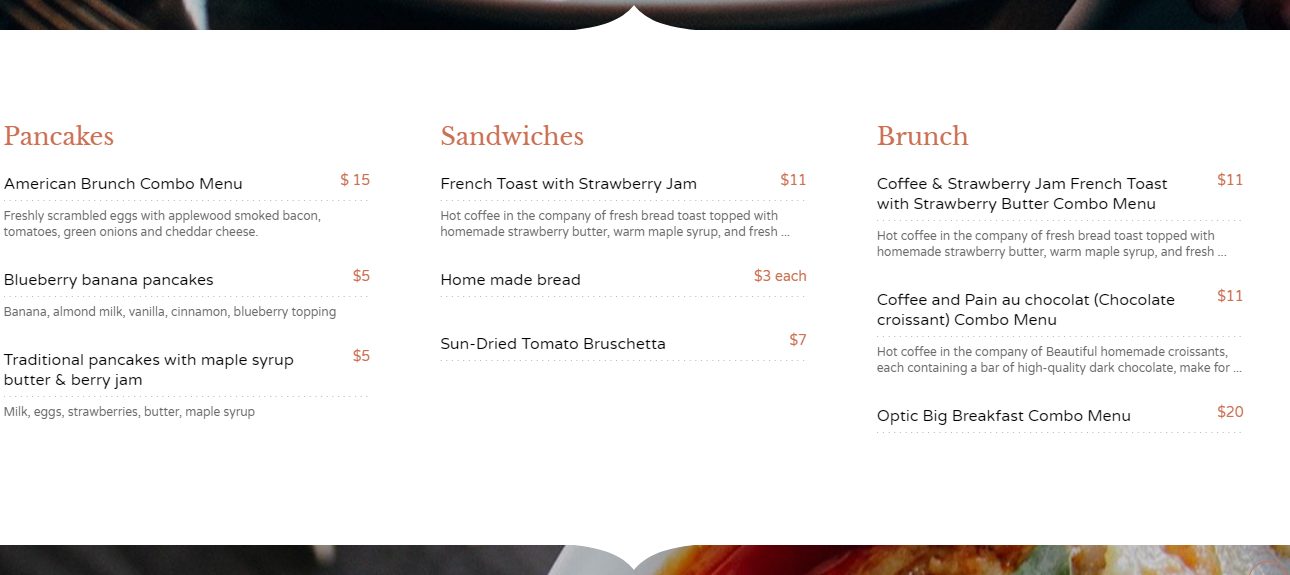 Pancakes
American Brunch Combo Menu $ 15
Freshly scrambled eggs with applewood smoked bacon,
tomatoes, green onions and cheddar cheese.
Blueberry banana pancakes $5
Banana, almond milk, vanilla, cinnamon, blueberry topping
Traditional pancakes with maple syrup $5
butter & berry jam
Milk, eggs, strawberries, butter, maple syrup
Sandwiches
French Toast with Strawberry Jam $11
Hot coffee in the company of fresh bread toast topped with
homemade strawberry butter, warm maple syrup, and fresh ...
Home made bread $3 each
Sun-Dried Tomato Bruschetta $7
Brunch
Coffee & Strawberry Jam French Toast $11
with Strawberry Butter Combo Menu
Hot coffee in the company of fresh bread toast topped with
homemade strawberry butter, warm maple syrup, and fresh ...
Coffee and Pain au chocolat (Chocolate $11
croissant) Combo Menu
Hot coffee in the company of Beautiful homemade croissants,
each containing a bar of high-quality dark chocolate, make for ...
Optic Big Breakfast Combo Menu $20